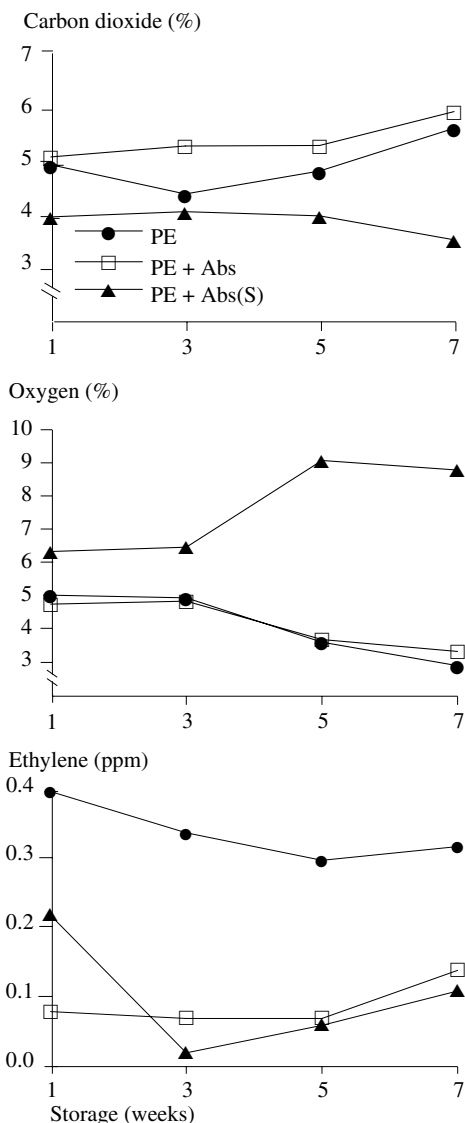 Carbon dioxide (%)
7
6
5
4
3
PE
PE + Abs
PE + Abs(S)
1 3 5 7
Oxygen (%)
10
9
8
7
6
5
4
3
1 3 5 7
Ethylene (ppm)
0.4
0.3
0.2
0.1
0.0
1 3 5 7
Storage (weeks)